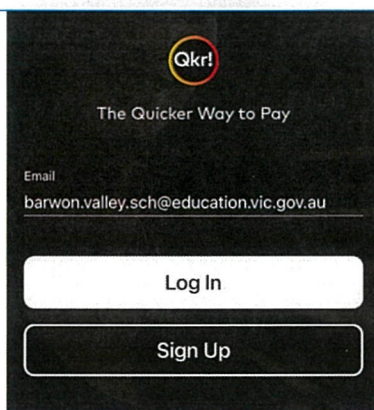 Qkr!
The Quicker Way to Pay
Email
barwon.valley.sch@education.vic.gov.au
Log In
Sign Up